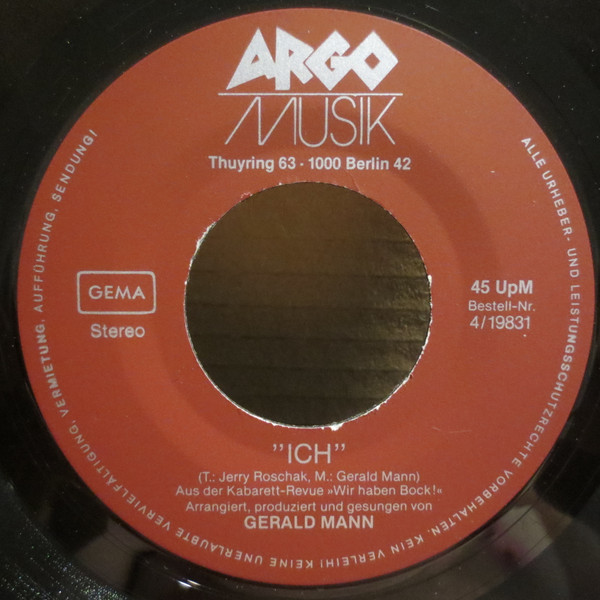 ARGO
MUSIK
Thuyring 63 · 1000 Berlin 42
GEMA
Stereo
45 UpM
Bestell-Nr.
4/19831
"ICH"
(T.: Jerry Roschak, M.: Gerald Mann)
Aus der Kabarett-Revue »Wir haben Bock!«
Arrangiert, produziert und gesungen von
GERALD MANN
ALLE URHEBER- UND LEISTUNGSSCHUTZRECHTE VORBEHALTEN. KEIN VERLEIH! KEINE UNERLAUBTE VERVIELFÄLTIGUNG, VERMIETUNG, AUFFÜHRUNG, SENDUNG!